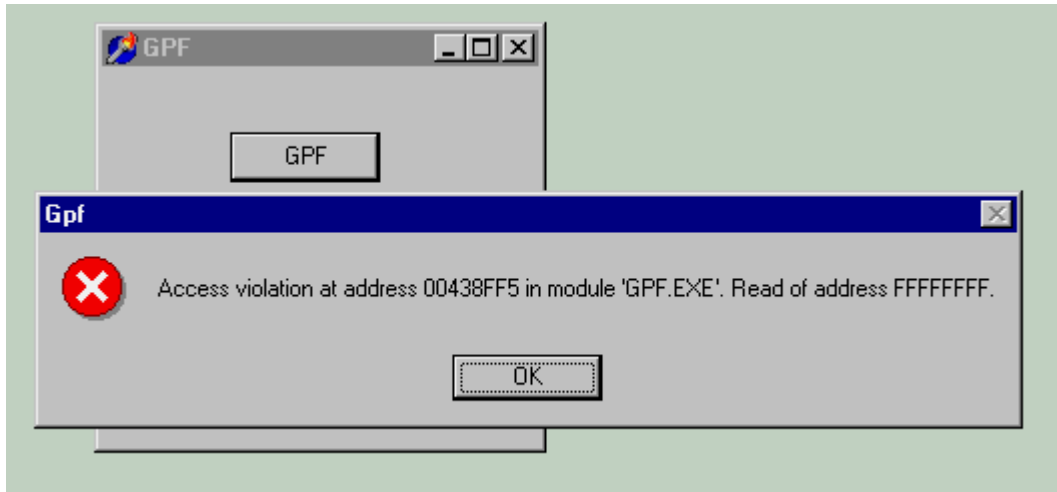 GPF
GPF
Gpf
Access violation at address 00438FF5 in module 'GPF.EXE'. Read of address FFFFFFFF.
OK